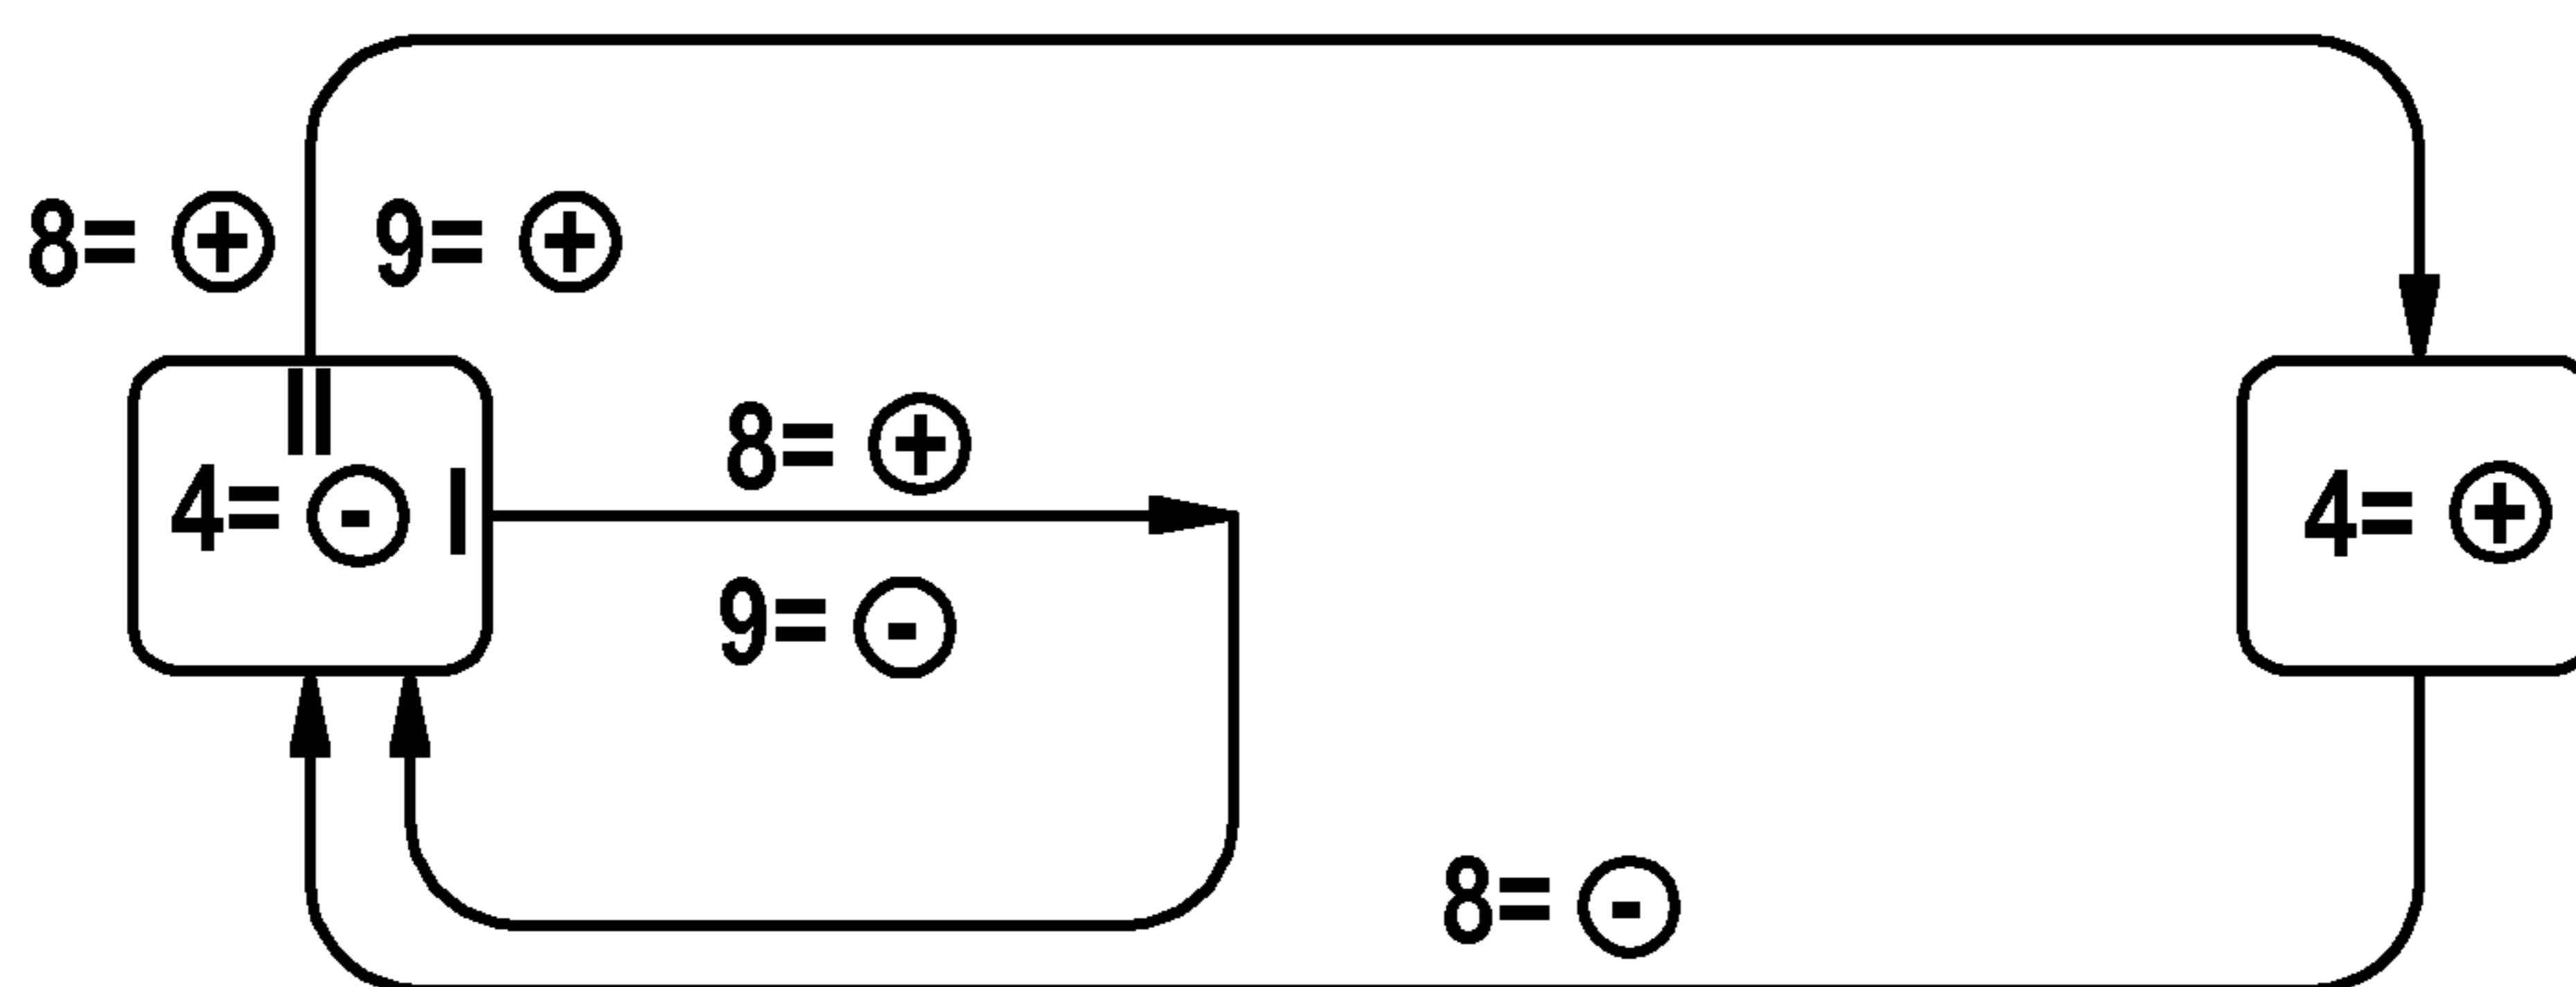 8= ⊕ 9= ⊕
II
8= ⊕
4= ⊖ I
4= ⊕
9= ⊖
8= ⊖